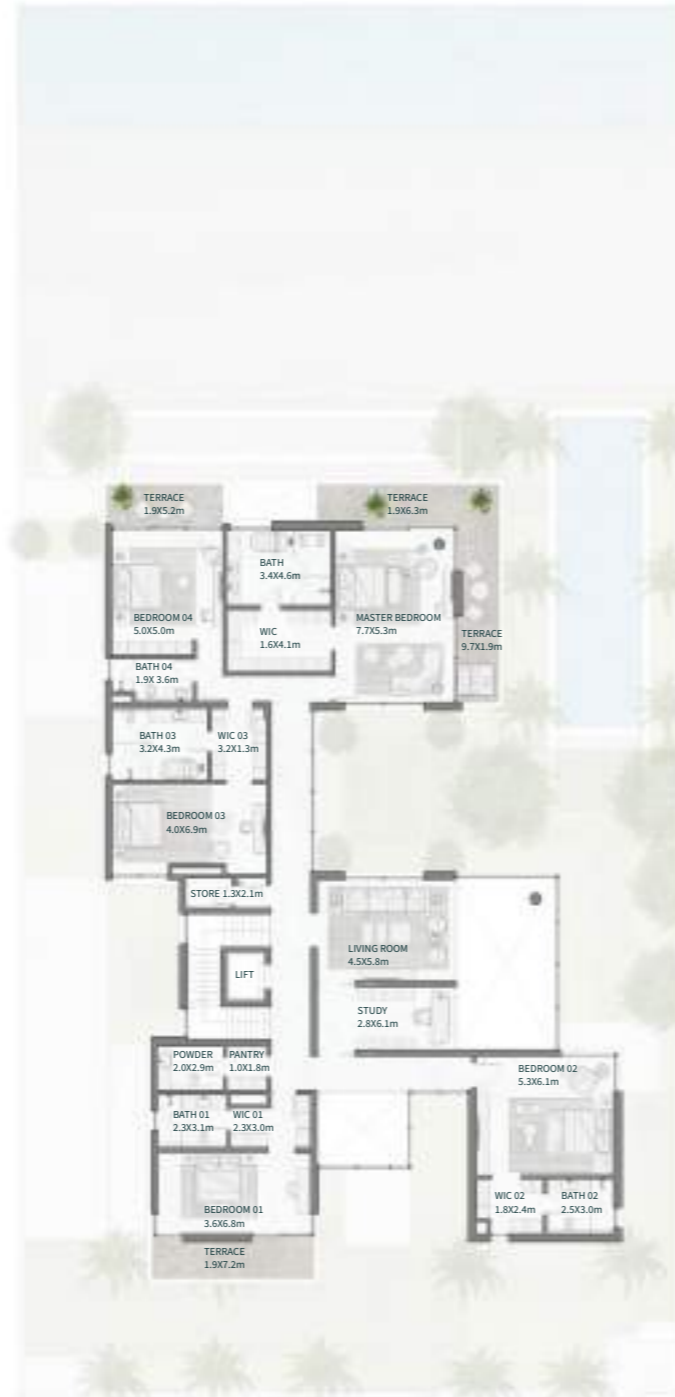 TERRACE
1.9X5.2m
TERRACE
1.9X6.3m
BATH
3.4X4.6m
BEDROOM 04
5.0X5.0m
MASTER BEDROOM
7.7X5.3m
WIC
1.6X4.1m
TERRACE
9.7X1.9m
BATH 04
1.9X 3.6m
BATH 03
3.2X4.3m
WIC 03
3.2X1.3m
BEDROOM 03
4.0X6.9m
STORE 1.3X2.1m
LIVING ROOM
4.5X5.8m
LIFT
STUDY
2.8X6.1m
POWDER
2.0X2.9m
PANTRY
1.0X1.8m
BEDROOM 02
5.3X6.1m
BATH 01
2.3X3.1m
WIC 01
2.3X3.0m
WIC 02
1.8X2.4m
BATH 02
2.5X3.0m
BEDROOM 01
3.6X6.8m
TERRACE
1.9X7.2m